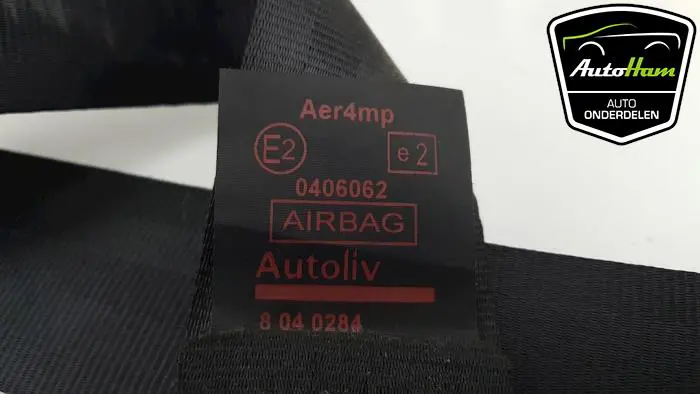 AutoHam
AUTO
ONDERDELEN
Aer4mp
E2
e 2
0406062
AIRBAG
Autoliv
8 04 0284